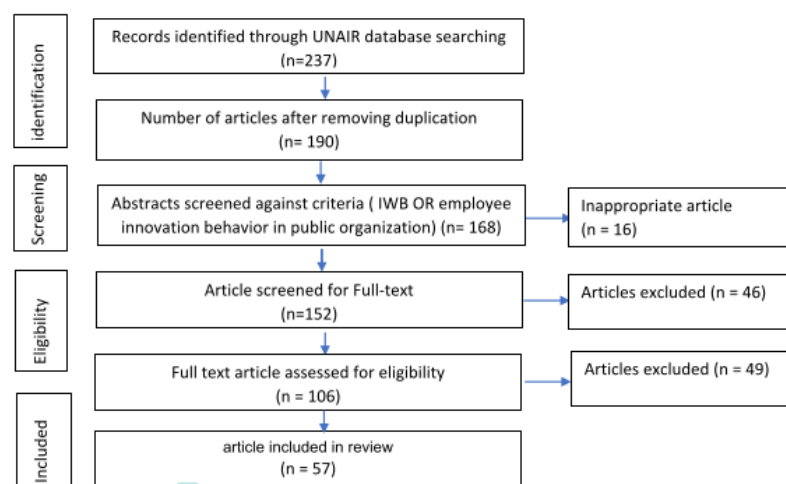 identification
Records identified through UNAIR database searching
(n=237)
Number of articles after removing duplication
(n= 190)
Screening
Abstracts screened against criteria ( IWB OR employee
innovation behavior in public organization) (n= 168)
Inappropriate article
(n = 16)
Eligibility
Article screened for Full-text
(n=152)
Articles excluded (n = 46)
Full text article assessed for eligibility
(n = 106)
Articles excluded (n = 49)
Included
article included in review
(n = 57)